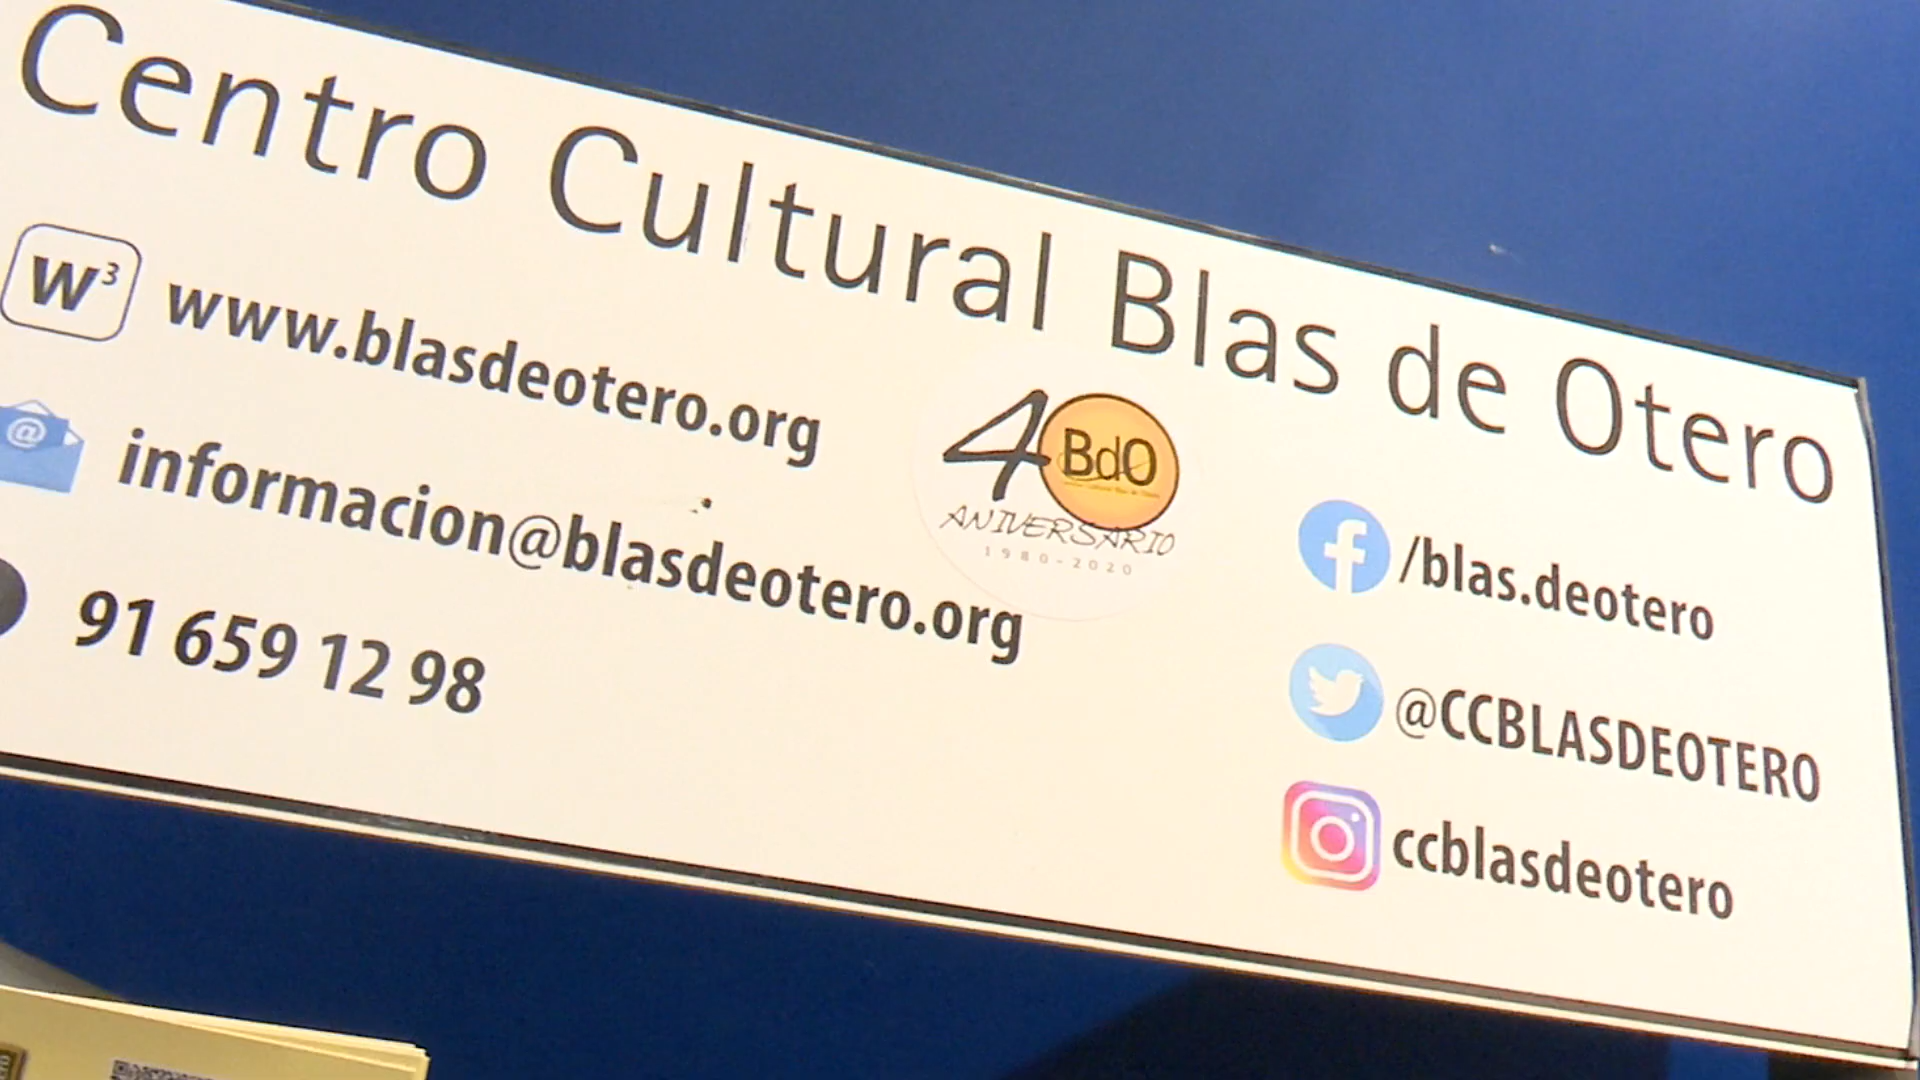 Centro Cultural Blas de Otero
W³ www.blasdeotero.org
@ informacion@blasdeotero.org
91 659 12 98
40 BdO
ANIVERSARIO
1980-2020
f /blas.deotero
@CCBLASDEOTERO
ccblasdeotero